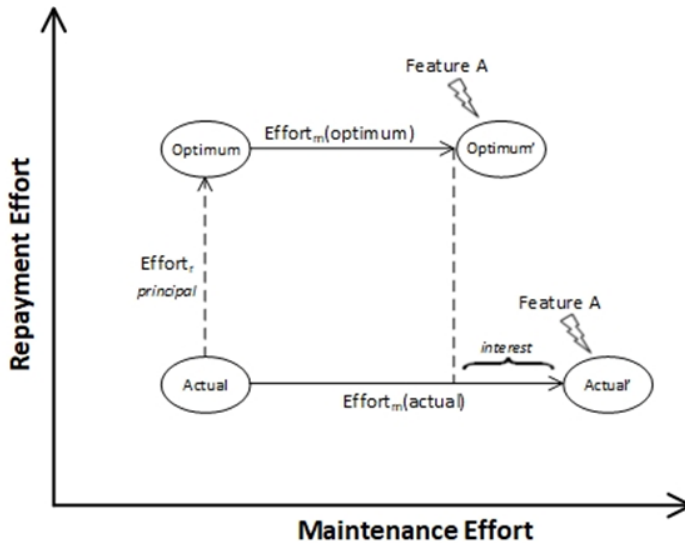 Feature A
Effortm(optimum)
Optimum
Optimum'
Repayment Effort
Effortr
principal
Feature A
interest
Actual
Actual'
Effortm(actual)
Maintenance Effort